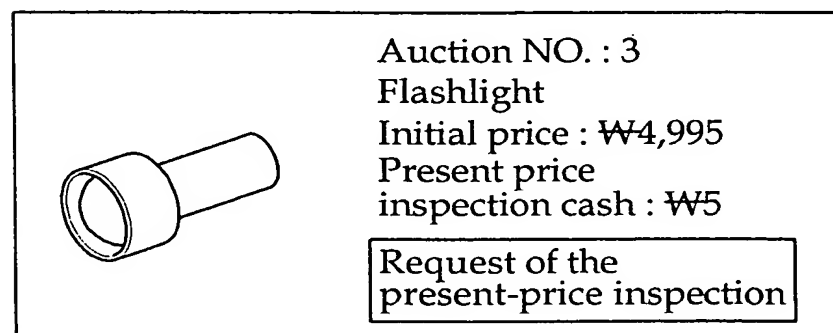 Auction NO. : 3
Flashlight
Initial price : ₩4,995
Present price
inspection cash : ₩5
Request of the
present-price inspection